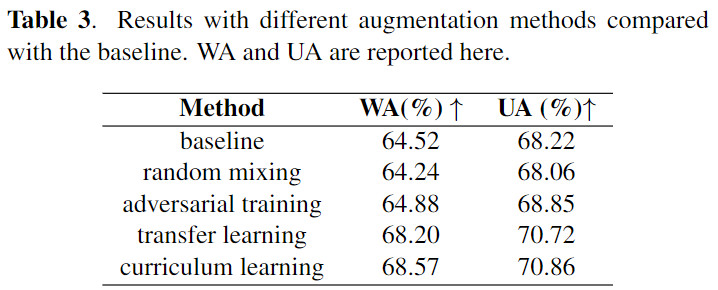 Table 3. Results with different augmentation methods compared
with the baseline. WA and UA are reported here.
Method WA(%) ↑ UA (%)↑
baseline 64.52 68.22
random mixing 64.24 68.06
adversarial training 64.88 68.85
transfer learning 68.20 70.72
curriculum learning 68.57 70.86